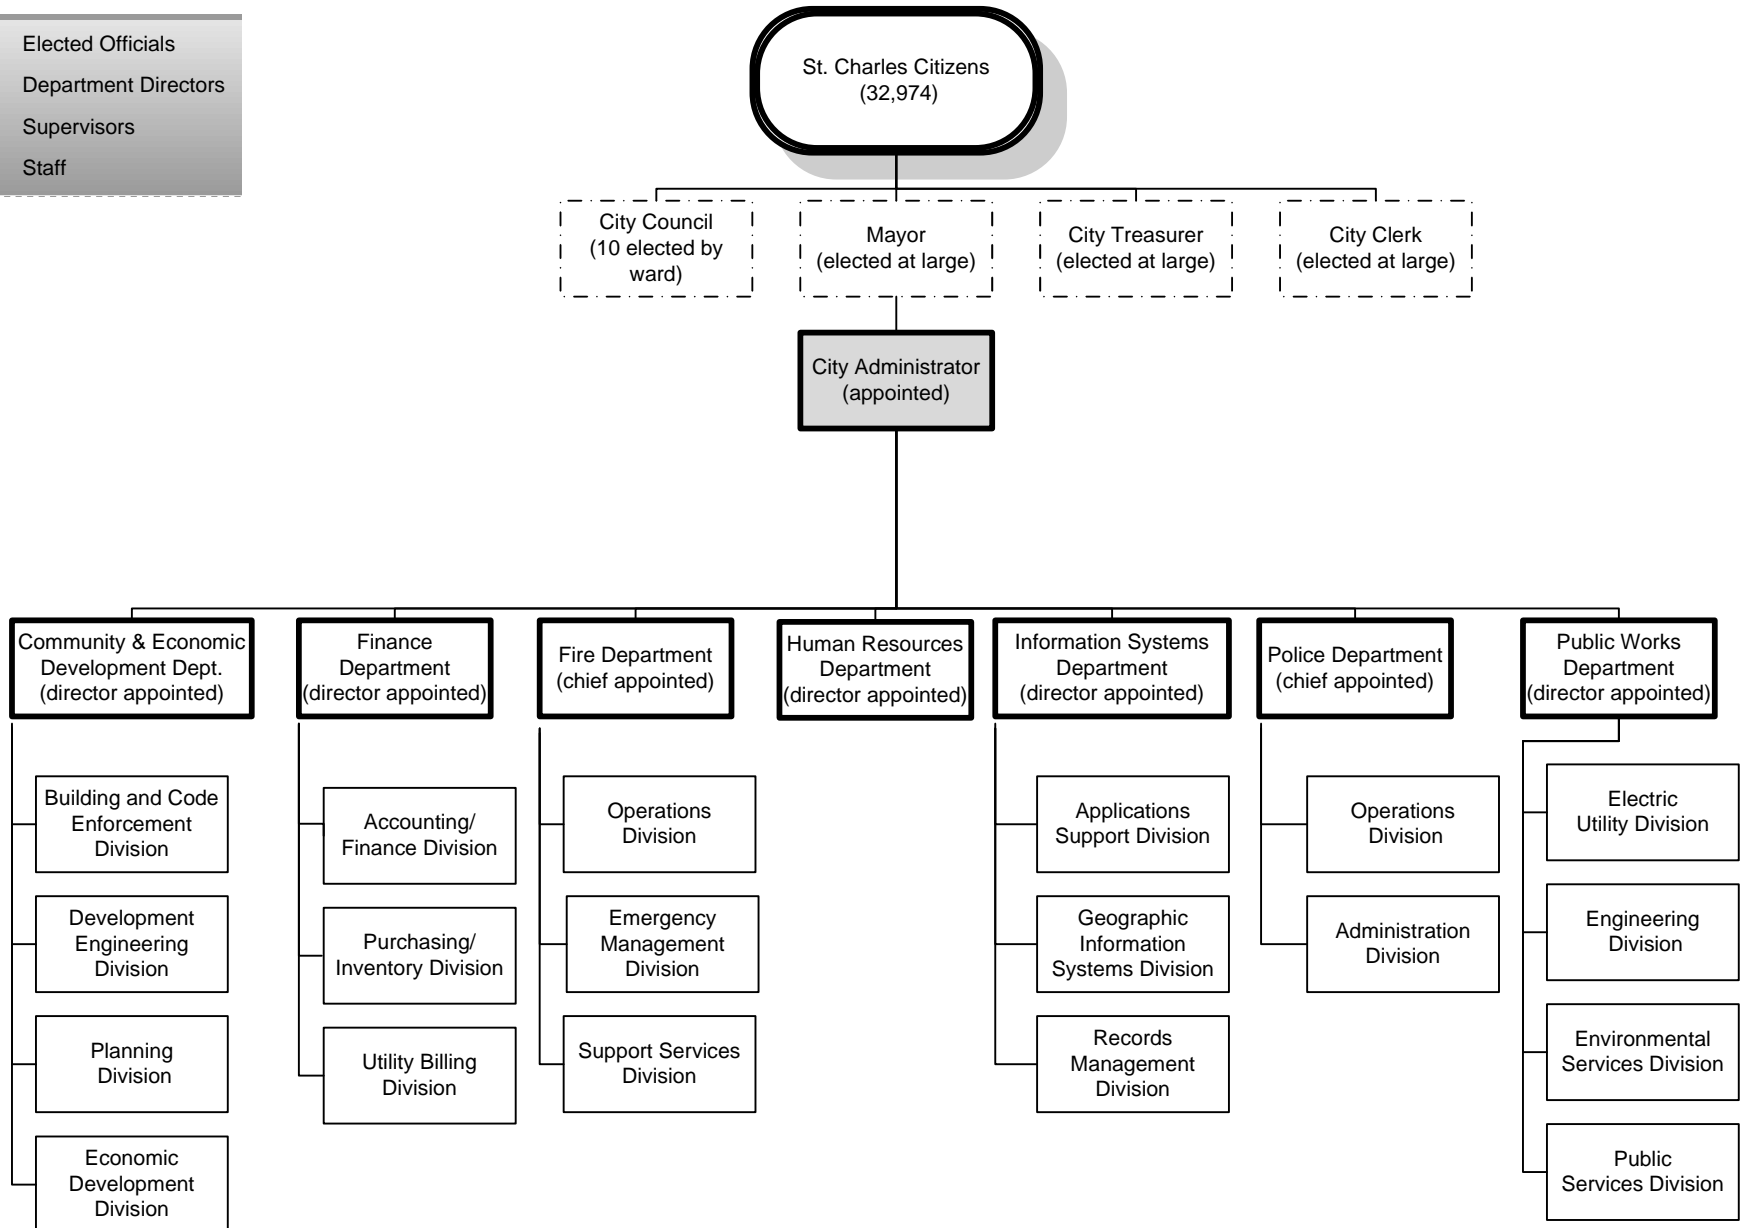 Elected Officials
Department Directors
Supervisors
Staff
St. Charles Citizens
(32,974)
City Council
(10 elected by
ward)
Mayor
(elected at large)
City Treasurer
(elected at large)
City Clerk
(elected at large)
City Administrator
(appointed)
Community & Economic
Development Dept.
(director appointed)
Finance
Department
(director appointed)
Fire Department
(chief appointed)
Human Resources
Department
(director appointed)
Information Systems
Department
(director appointed)
Police Department
(chief appointed)
Public Works
Department
(director appointed)
Building and Code
Enforcement
Division
Development
Engineering
Division
Planning
Division
Economic
Development
Division
Accounting/
Finance Division
Purchasing/
Inventory Division
Utility Billing
Division
Operations
Division
Emergency
Management
Division
Support Services
Division
Applications
Support Division
Geographic
Information
Systems Division
Records
Management
Division
Operations
Division
Administration
Division
Electric
Utility Division
Engineering
Division
Environmental
Services Division
Public
Services Division